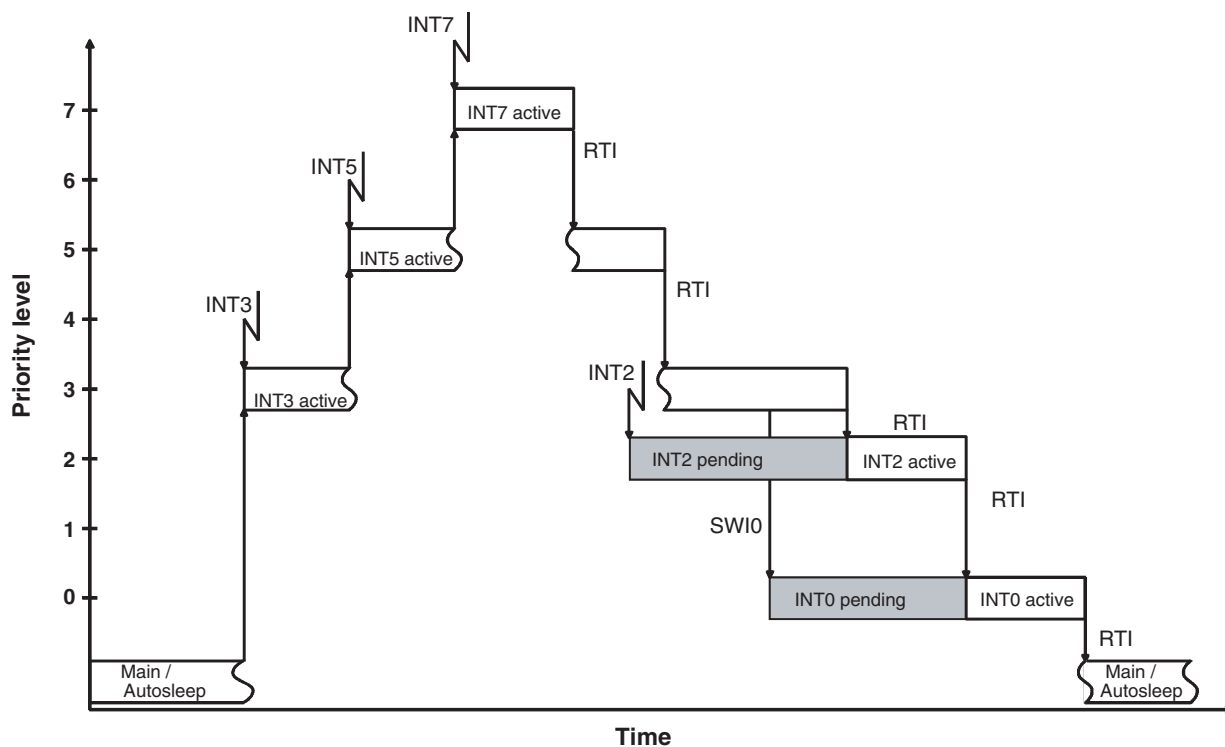 INT7
7
INT7 active
RTI
INT5
6
5
INT5 active
RTI
INT3
4
Priority level
3
INT3 active
INT2
RTI
2
INT2 pending
INT2 active
RTI
1
SWI0
0
INT0 pending
INT0 active
RTI
Main /
Autosleep
Main /
Autosleep
Time